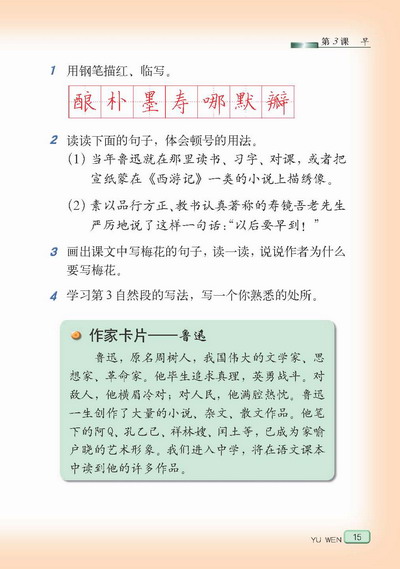 第3课 早
1 用钢笔描红、临写。
酿朴墨寿哪默瓣
2 读读下面的句子，体会顿号的用法。
(1) 当年鲁迅就在那里读书、习字、对课，或者把
宣纸蒙在《西游记》一类的小说上描绣像。
(2) 素以品行方正、教书认真著称的寿镜吾老先生
严厉地说了这样一句话：“以后要早到！”
3 画出课文中写梅花的句子，读一读，说说作者为什么
要写梅花。
4 学习第3自然段的写法，写一个你熟悉的处所。
作家卡片——鲁迅
鲁迅，原名周树人，我国伟大的文学家、思
想家、革命家。他毕生追求真理，英勇战斗。对
敌人，他横眉冷对；对人民，他满腔热忱。鲁迅
一生创作了大量的小说、杂文、散文作品。他笔
下的阿Q、孔乙己、祥林嫂、闰土等，已成为家喻
户晓的艺术形象。我们进入中学，将在语文课本
中读到他的许多作品。
YU WEN 15